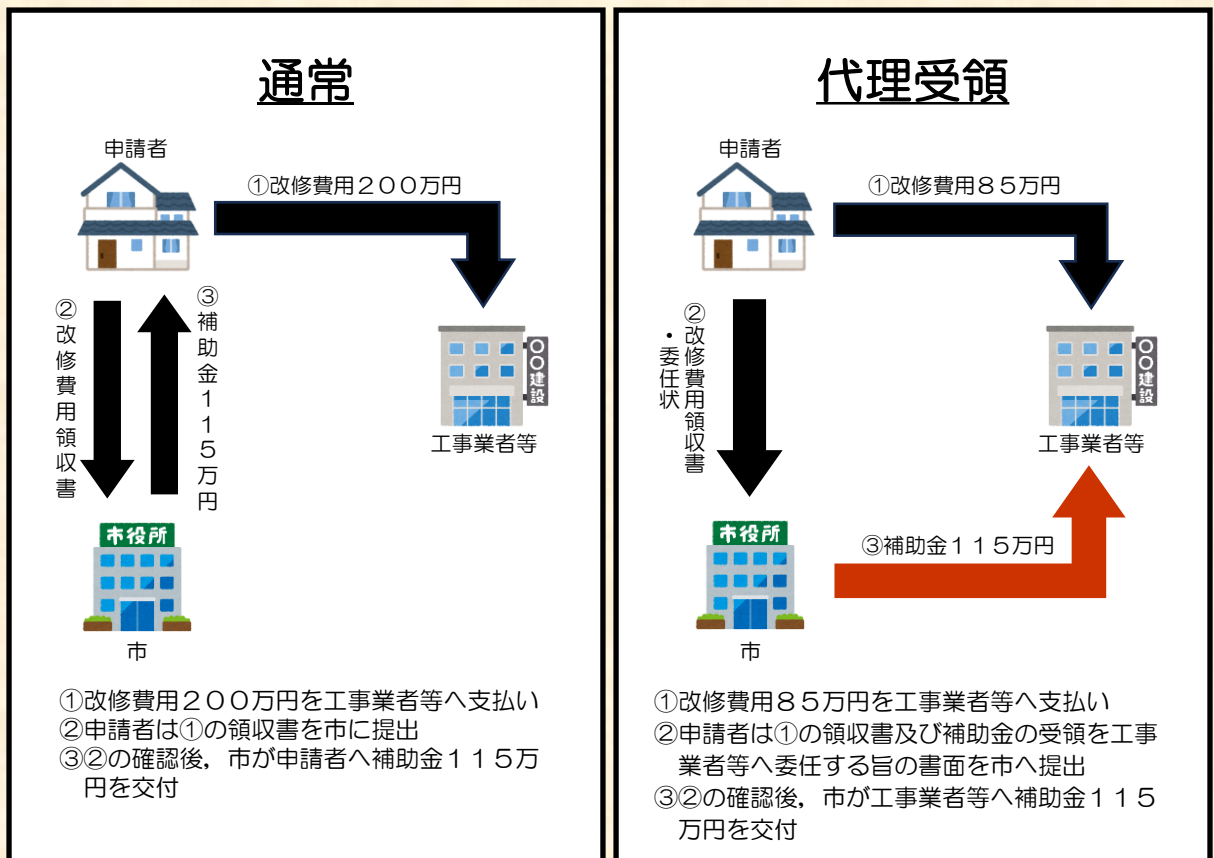 通常
申請者
①改修費用２００万円
②改修費用領収書
③補助金１１５万円
〇〇建設
工事業者等
市役所
市
①改修費用２００万円を工事業者等へ支払い
②申請者は①の領収書を市に提出
③②の確認後，市が申請者へ補助金１１５万
円を交付
代理受領
申請者
①改修費用８５万円
②改修費用領収書
・委任状
〇〇建設
工事業者等
③補助金１１５万円
市役所
市
①改修費用８５万円を工事業者等へ支払い
②申請者は①の領収書及び補助金の受領を工事
業者等へ委任する旨の書面を市へ提出
③②の確認後，市が工事業者等へ補助金１１５
万円を交付